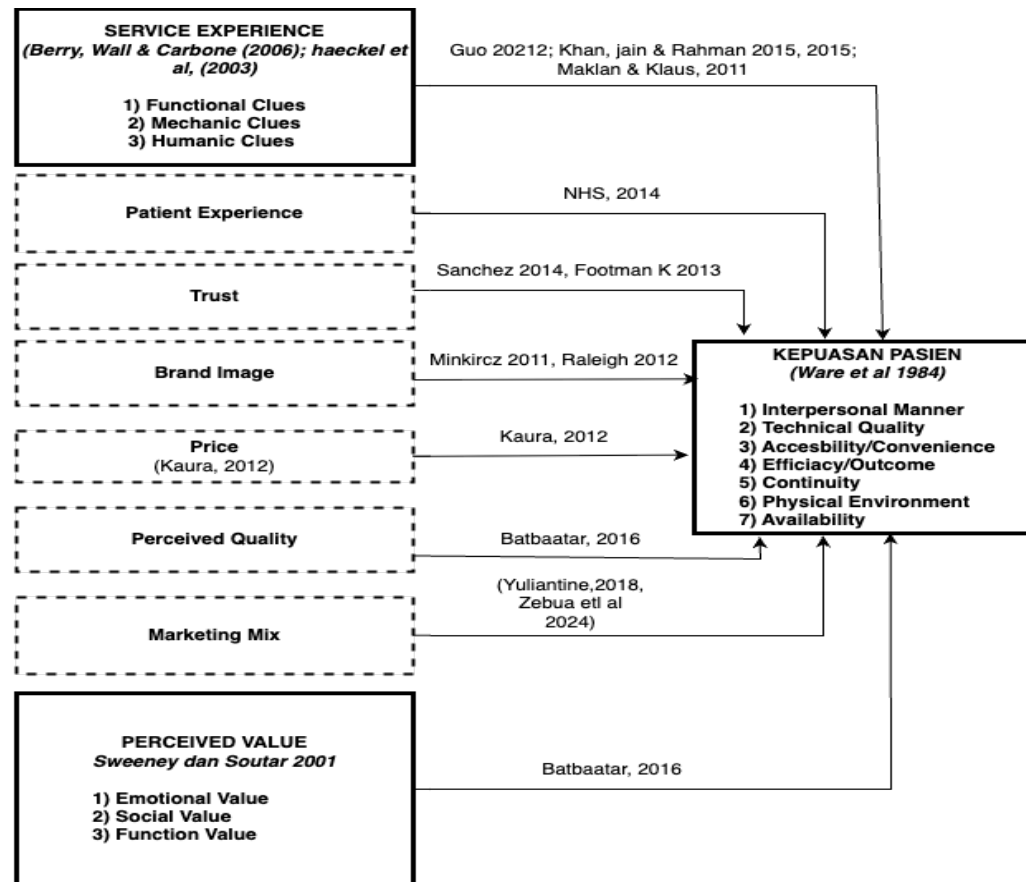 SERVICE EXPERIENCE
(Berry, Wall & Carbone (2006); haeckel et
al, (2003)
1) Functional Clues
2) Mechanic Clues
3) Humanic Clues
Guo 20212; Khan, jain & Rahman 2015, 2015;
Maklan & Klaus, 2011
Patient Experience
NHS, 2014
Trust
Sanchez 2014, Footman K 2013
Brand Image
Minkircz 2011, Raleigh 2012
Price
(Kaura, 2012)
Kaura, 2012
Perceived Quality
Batbaatar, 2016
Marketing Mix
(Yuliantine,2018,
Zebua etl al
2024)
PERCEIVED VALUE
Sweeney dan Soutar 2001
1) Emotional Value
2) Social Value
3) Function Value
Batbaatar, 2016
KEPUASAN PASIEN
(Ware et al 1984)
1) Interpersonal Manner
2) Technical Quality
3) Accesbility/Convenience
4) Efficiacy/Outcome
5) Continuity
6) Physical Environment
7) Availability